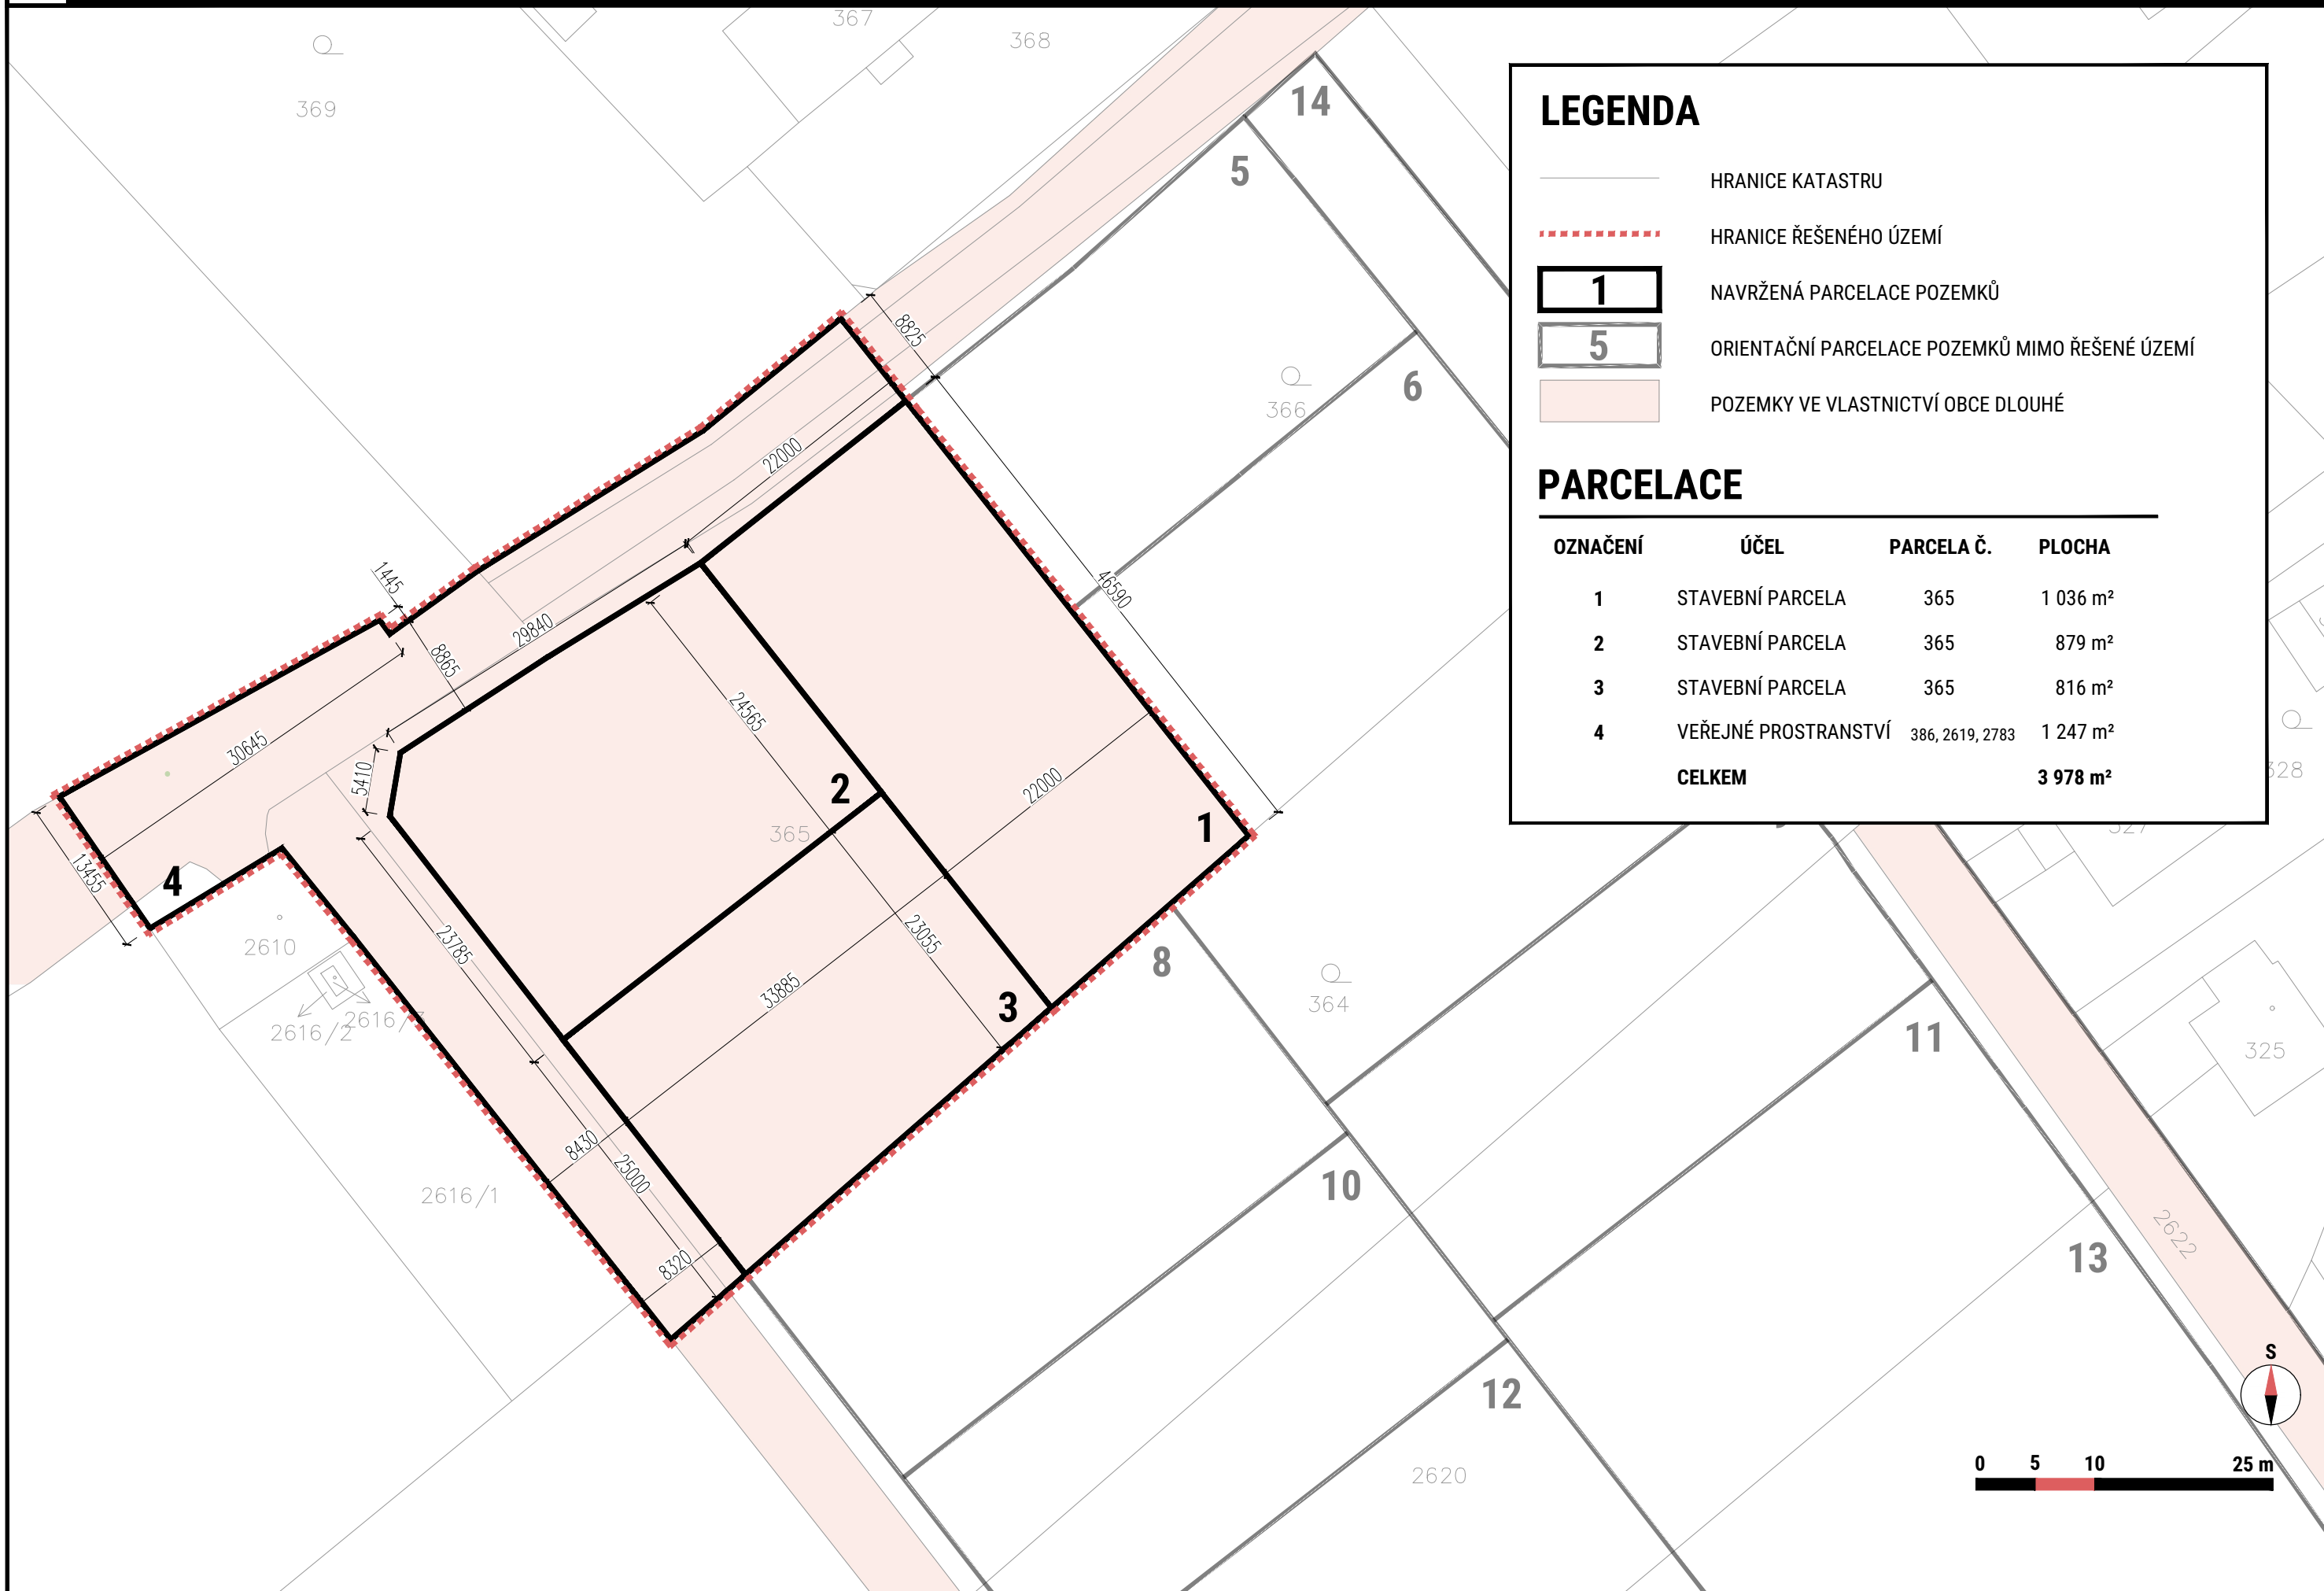 LEGENDA
HRANICE KATASTRU
HRANICE ŘEŠENÉHO ÚZEMÍ
1 NAVRŽENÁ PARCELACE POZEMKŮ
5 ORIENTAČNÍ PARCELACE POZEMKŮ MIMO ŘEŠENÉ ÚZEMÍ
POZEMKY VE VLASTNICTVÍ OBCE DLOUHÉ
PARCELACE
OZNAČENÍ ÚČEL PARCELA Č. PLOCHA
1 STAVEBNÍ PARCELA 365 1 036 m²
2 STAVEBNÍ PARCELA 365 879 m²
3 STAVEBNÍ PARCELA 365 816 m²
4 VEŘEJNÉ PROSTRANSTVÍ 386, 2619, 2783 1 247 m²
CELKEM 3 978 m²
367
368
369
14
5
8825
366
6
22000
1445
46590
29840
8865
30645
24565
5410
22000
2
365
1
13455
4
2610
23785
23055
33885
3
8
364
2616/2
2616/
11
325
328
8430
25000
2616/1
10
2622
13
8320
12
2620
S
0 5 10 25 m